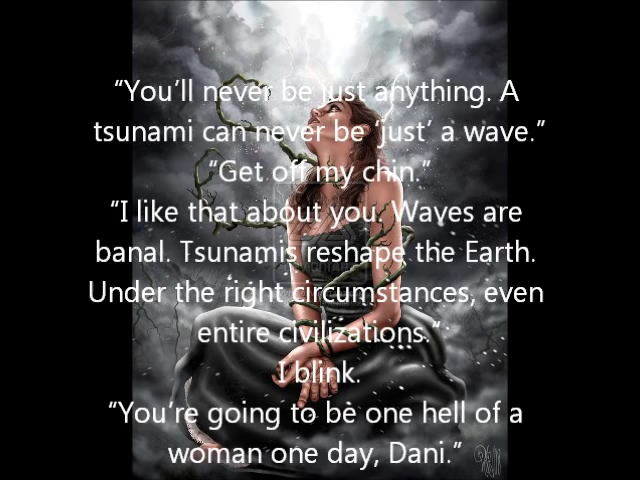 “You’ll never be just anything. A
tsunami can never be ‘just’ a wave.”
“Get off my chin.”
“I like that about you. Waves are
banal. Tsunamis reshape the Earth.
Under the right circumstances, even
entire civilizations.”
I blink.
“You’re going to be one hell of a
woman one day, Dani.”